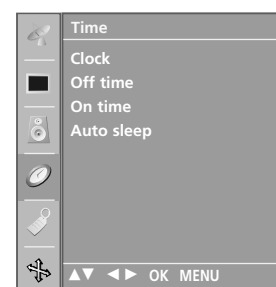 Time
Clock
Off time
On time
Auto sleep
▲▼ ◄► OK MENU